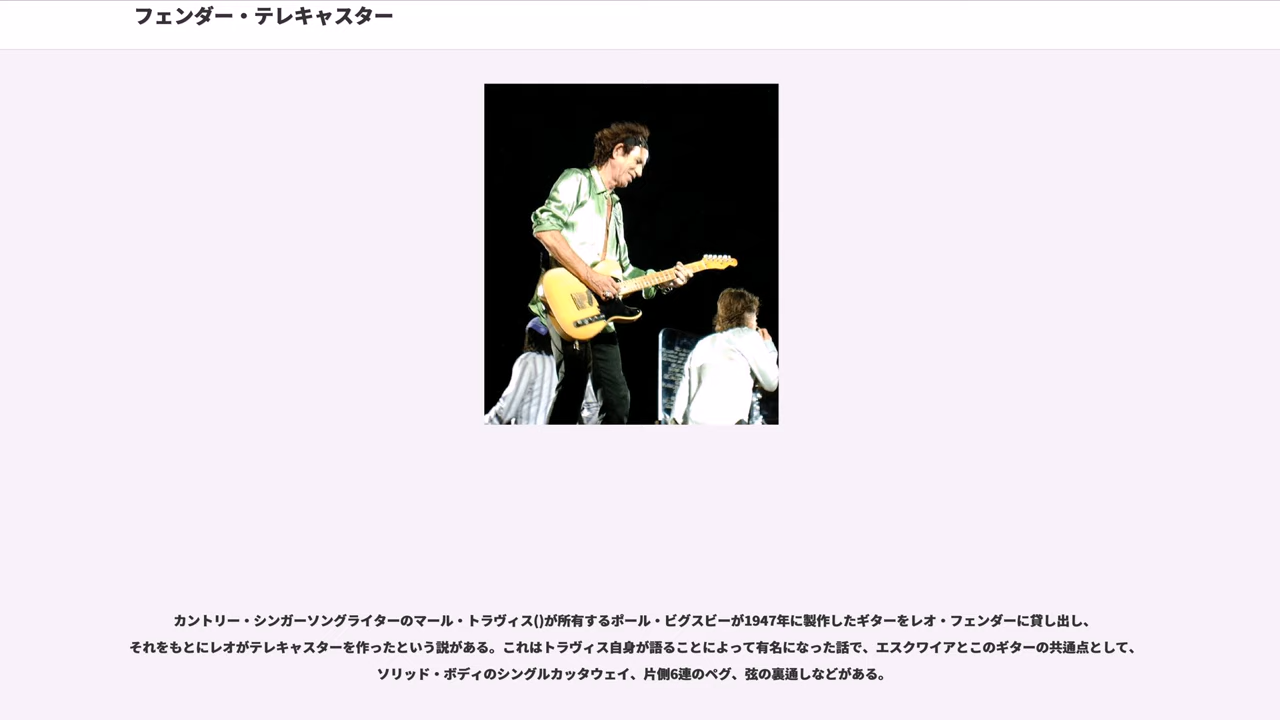 フェンダー・テレキャスター
カントリー・シンガーソングライターのマール・トラヴィス()が所有するポール・ビグスビーが1947年に製作したギターをレオ・フェンダーに貸し出し、
それをもとにレオがテレキャスターを作ったという説がある。これはトラヴィス自身が語ることによって有名になった話で、エスクワイアとこのギターの共通点として、
ソリッド・ボディのシングルカッタウェイ、片側6連のペグ、弦の裏通しなどがある。